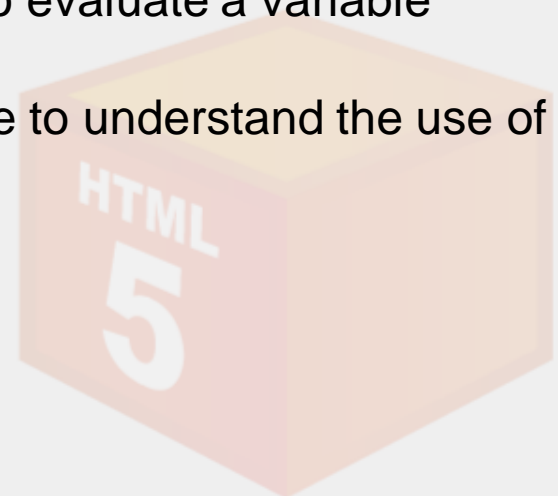 evaluate a variable
to understand the use of
HTML
5